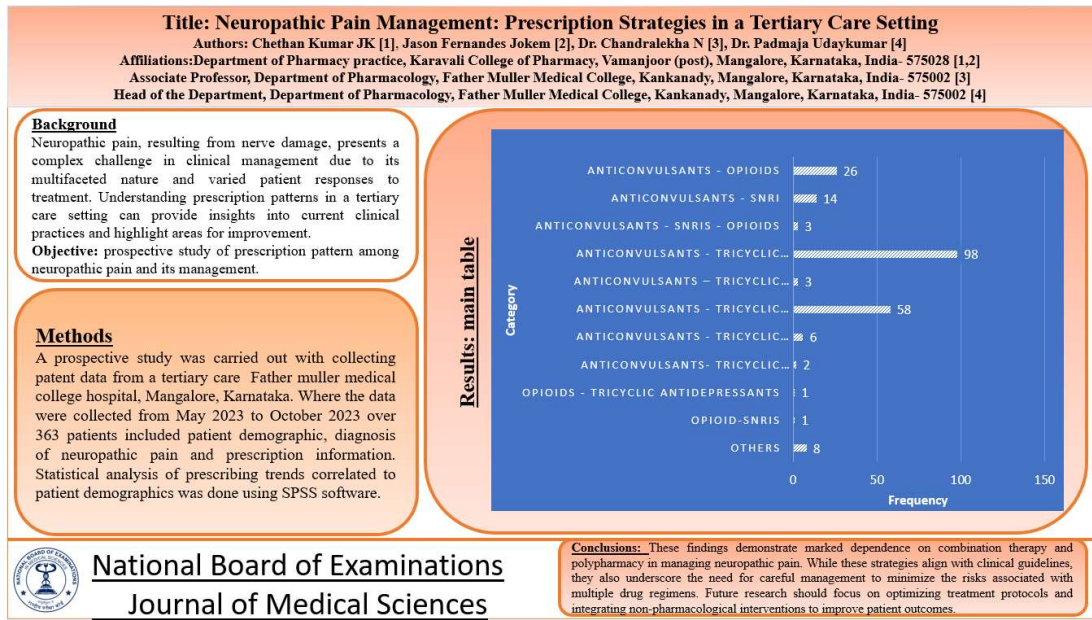 Title: Neuropathic Pain Management: Prescription Strategies in a Tertiary Care Setting
Authors: Chethan Kumar JK [1], Jason Fernandes Jokem [2], Dr. Chandralekha N [3], Dr. Padmaja Udaykumar [4]
Affiliations:Department of Pharmacy practice, Karavali College of Pharmacy, Vamanjoor (post), Mangalore, Karnataka, India- 575028 [1,2]
Associate Professor, Department of Pharmacology, Father Muller Medical College, Kankanady, Mangalore, Karnataka, India- 575002 [3]
Head of the Department, Department of Pharmacology, Father Muller Medical College, Kankanady, Mangalore, Karnataka, India- 575002 [4]
Background
Neuropathic pain, resulting from nerve damage, presents a
complex challenge in clinical management due to its
multifaceted nature and varied patient responses to
treatment. Understanding prescription patterns in a tertiary
care setting can provide insights into current clinical
practices and highlight areas for improvement.
Objective: prospective study of prescription pattern among
neuropathic pain and its management.
Methods
A prospective study was carried out with collecting
patent data from a tertiary care Father muller medical
college hospital, Mangalore, Karnataka. Where the data
were collected from May 2023 to October 2023 over
363 patients included patient demographic, diagnosis
of neuropathic pain and prescription information.
Statistical analysis of prescribing trends correlated to
patient demographics was done using SPSS software.
Results: main table
Category
ANTICONVULSANTS - OPIOIDS 26
ANTICONVULSANTS - SNRI 14
ANTICONVULSANTS - SNRIS - OPIOIDS 3
ANTICONVULSANTS - TRICYCLIC... 98
ANTICONVULSANTS – TRICYCLIC... 3
ANTICONVULSANTS - TRICYCLIC... 58
ANTICONVULSANTS - TRICYCLIC... 6
ANTICONVULSANTS- TRICYCLIC... 2
OPIOIDS - TRICYCLIC ANTIDEPRESSANTS 1
OPIOID-SNRIS 1
OTHERS 8
0 50 100 150
Frequency
National Board of Examinations
Journal of Medical Sciences
Conclusions: These findings demonstrate marked dependence on combination therapy and
polypharmacy in managing neuropathic pain. While these strategies align with clinical guidelines,
they also underscore the need for careful management to minimize the risks associated with
multiple drug regimens. Future research should focus on optimizing treatment protocols and
integrating non-pharmacological interventions to improve patient outcomes.